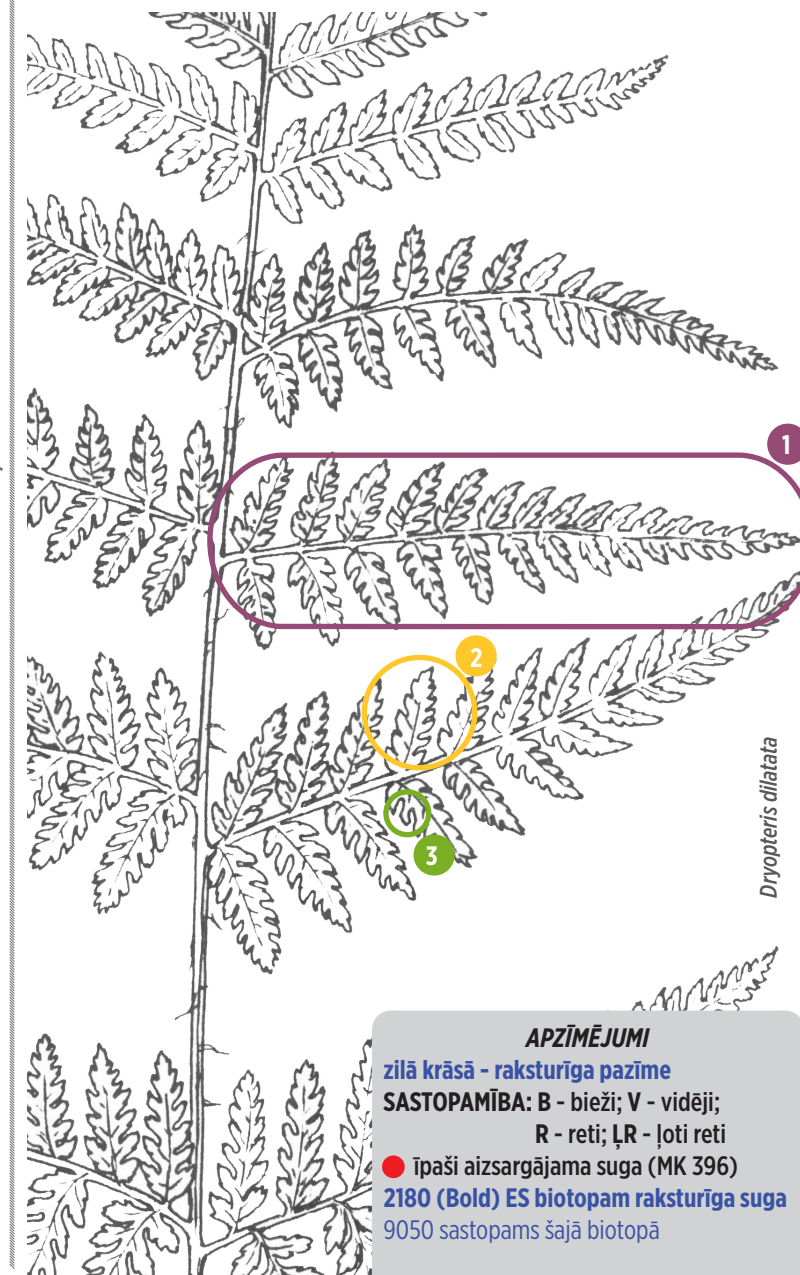 1
2
3
Dryopteris dilatata
APZĪMĒJUMI
zilā krāsā - raksturīga pazīme
SASTOPAMĪBA: B - bieži; V - vidēji;
R - reti; ĻR - ļoti reti
īpaši aizsargājama suga (MK 396)
2180 (Bold) ES biotopam raksturīga suga
9050 sastopams šajā biotopā